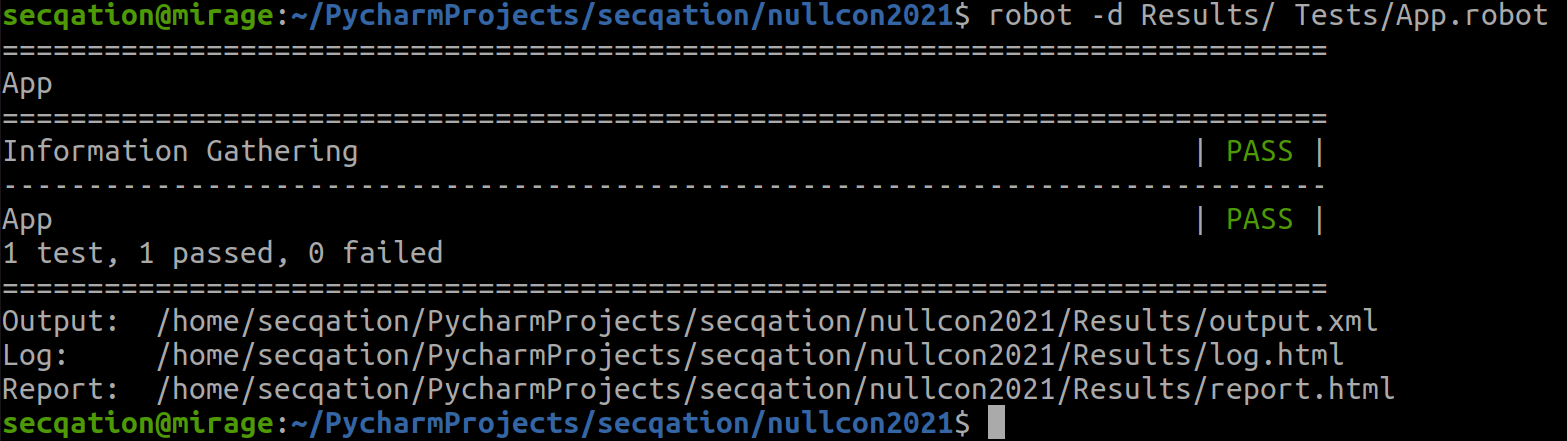 secqation@mirage:~/PycharmProjects/secqation/nullcon2021$ robot -d Results/ Tests/App.robot
==============================================================================
App
==============================================================================
Information Gathering                                                 | PASS |
------------------------------------------------------------------------------
App                                                                   | PASS |
1 test, 1 passed, 0 failed
==============================================================================
Output:  /home/secqation/PycharmProjects/secqation/nullcon2021/Results/output.xml
Log:     /home/secqation/PycharmProjects/secqation/nullcon2021/Results/log.html
Report:  /home/secqation/PycharmProjects/secqation/nullcon2021/Results/report.html
secqation@mirage:~/PycharmProjects/secqation/nullcon2021$